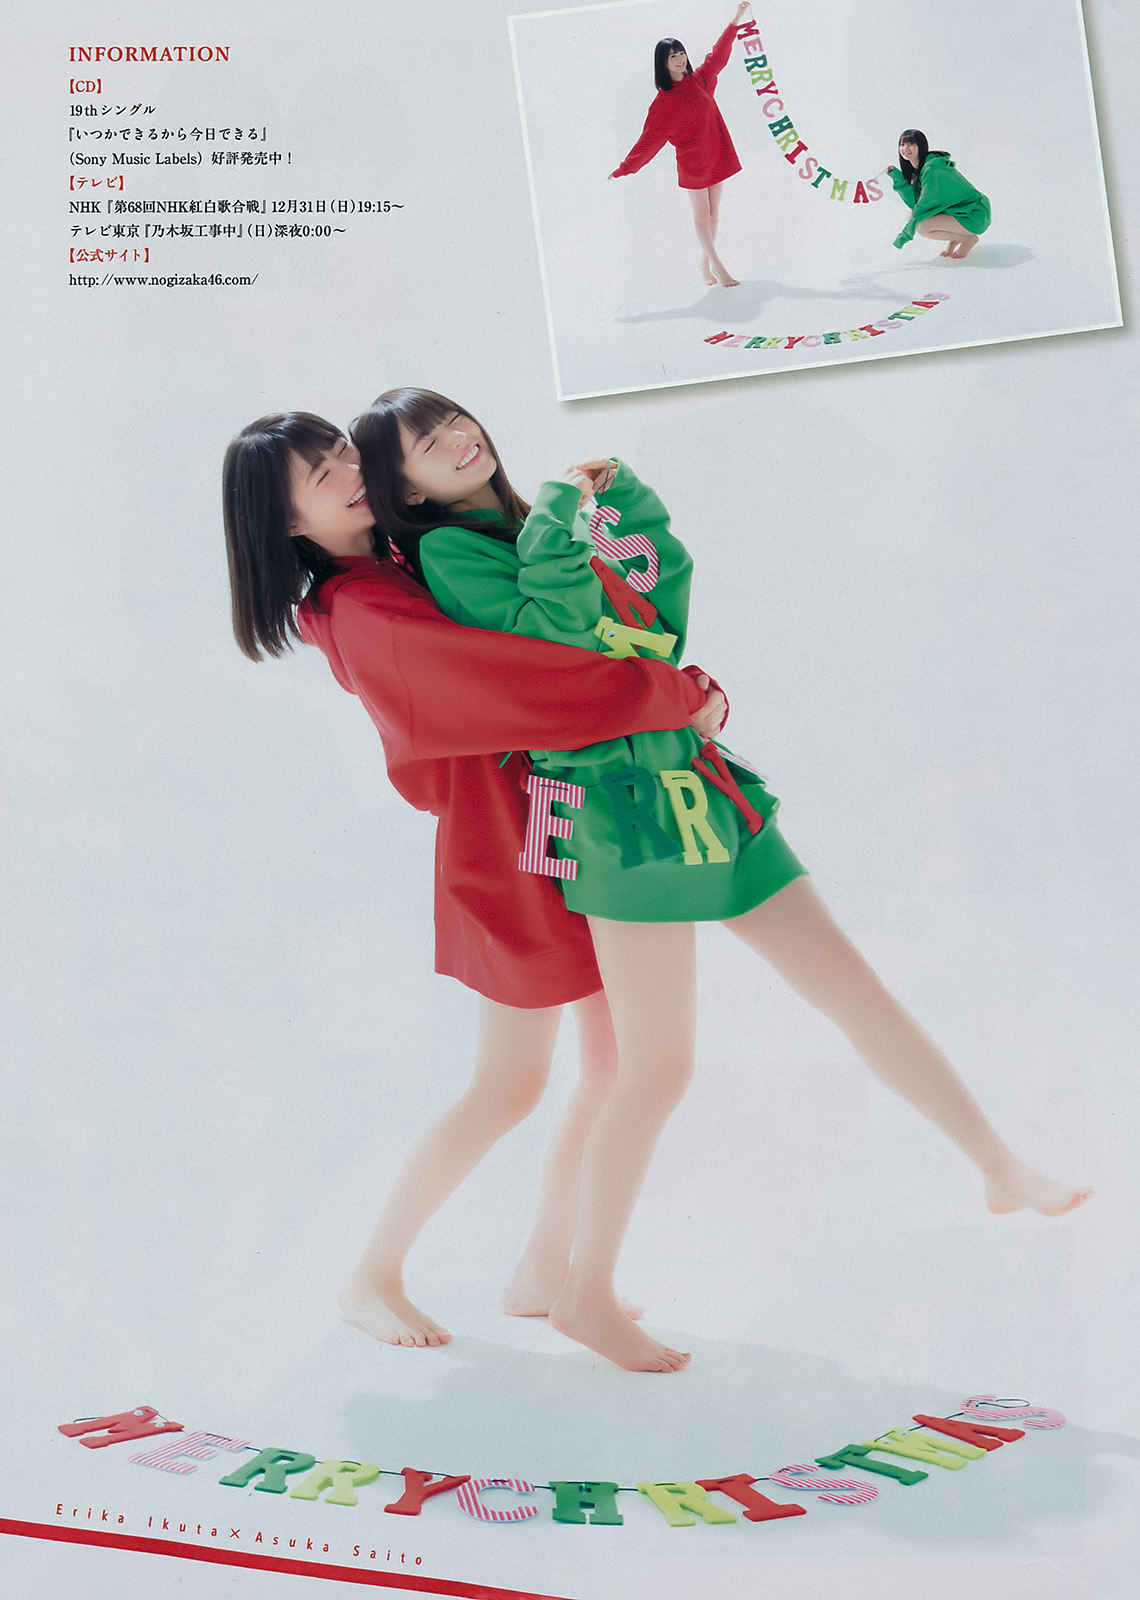 INFORMATION
【CD】
19thシングル
『いつかできるから今日できる』
(Sony Music Labels) 好評発売中！
【テレビ】
NHK『第68回NHK紅白歌合戦』12月31日(日)19:15～
テレビ東京『乃木坂工事中』(日)深夜0:00～
【公式サイト】
http://www.nogizaka46.com/
MERRYCHRISTMAS
MERRYCHRISTMAS
SAM
ERRY
MERRYCHRISTMAS
Erika Ikuta×Asuka Saito